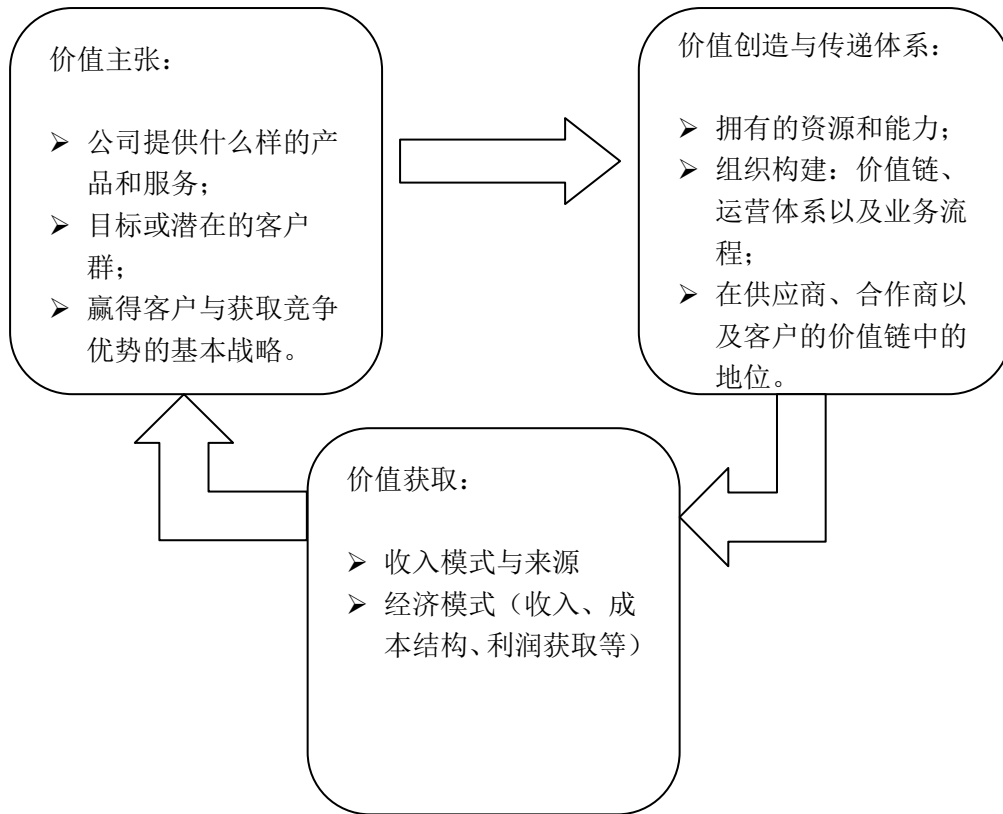 价值主张：
➢ 公司提供什么样的产
品和服务；
➢ 目标或潜在的客户
群；
➢ 赢得客户与获取竞争
优势的基本战略。
价值创造与传递体系：
➢ 拥有的资源和能力；
➢ 组织构建：价值链、
运营体系以及业务流
程；
➢ 在供应商、合作商以
及客户的价值链中的
地位。
价值获取：
➢ 收入模式与来源
➢ 经济模式（收入、成
本结构、利润获取等）